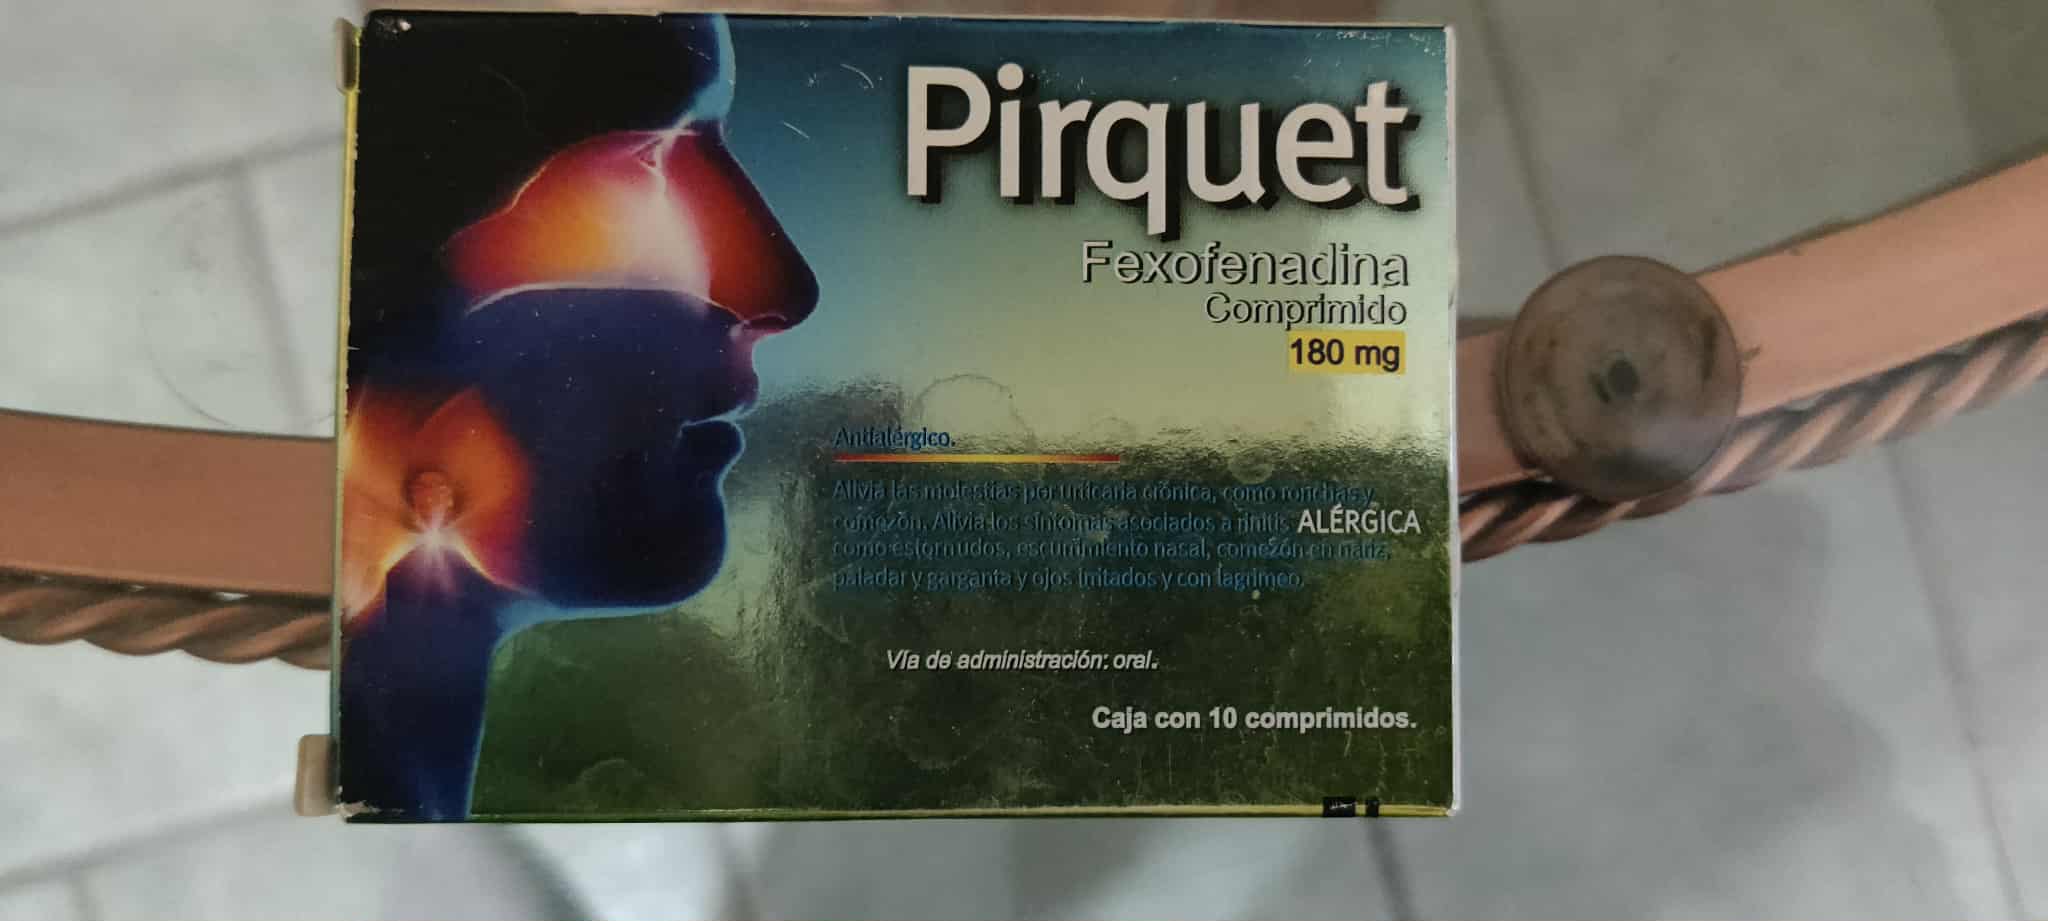 Pirquet
Fexofenadina
Comprimido
180 mg
Antialérgico.
Alivia las molestias por urticaria crónica, como ronchas y
comezón. Alivia los síntomas asociados a rinitis ALÉRGICA
como estornudos, escurrimiento nasal, comezón en nariz,
paladar y garganta y ojos irritados y con lagrimeo.
Vía de administración: oral.
Caja con 10 comprimidos.